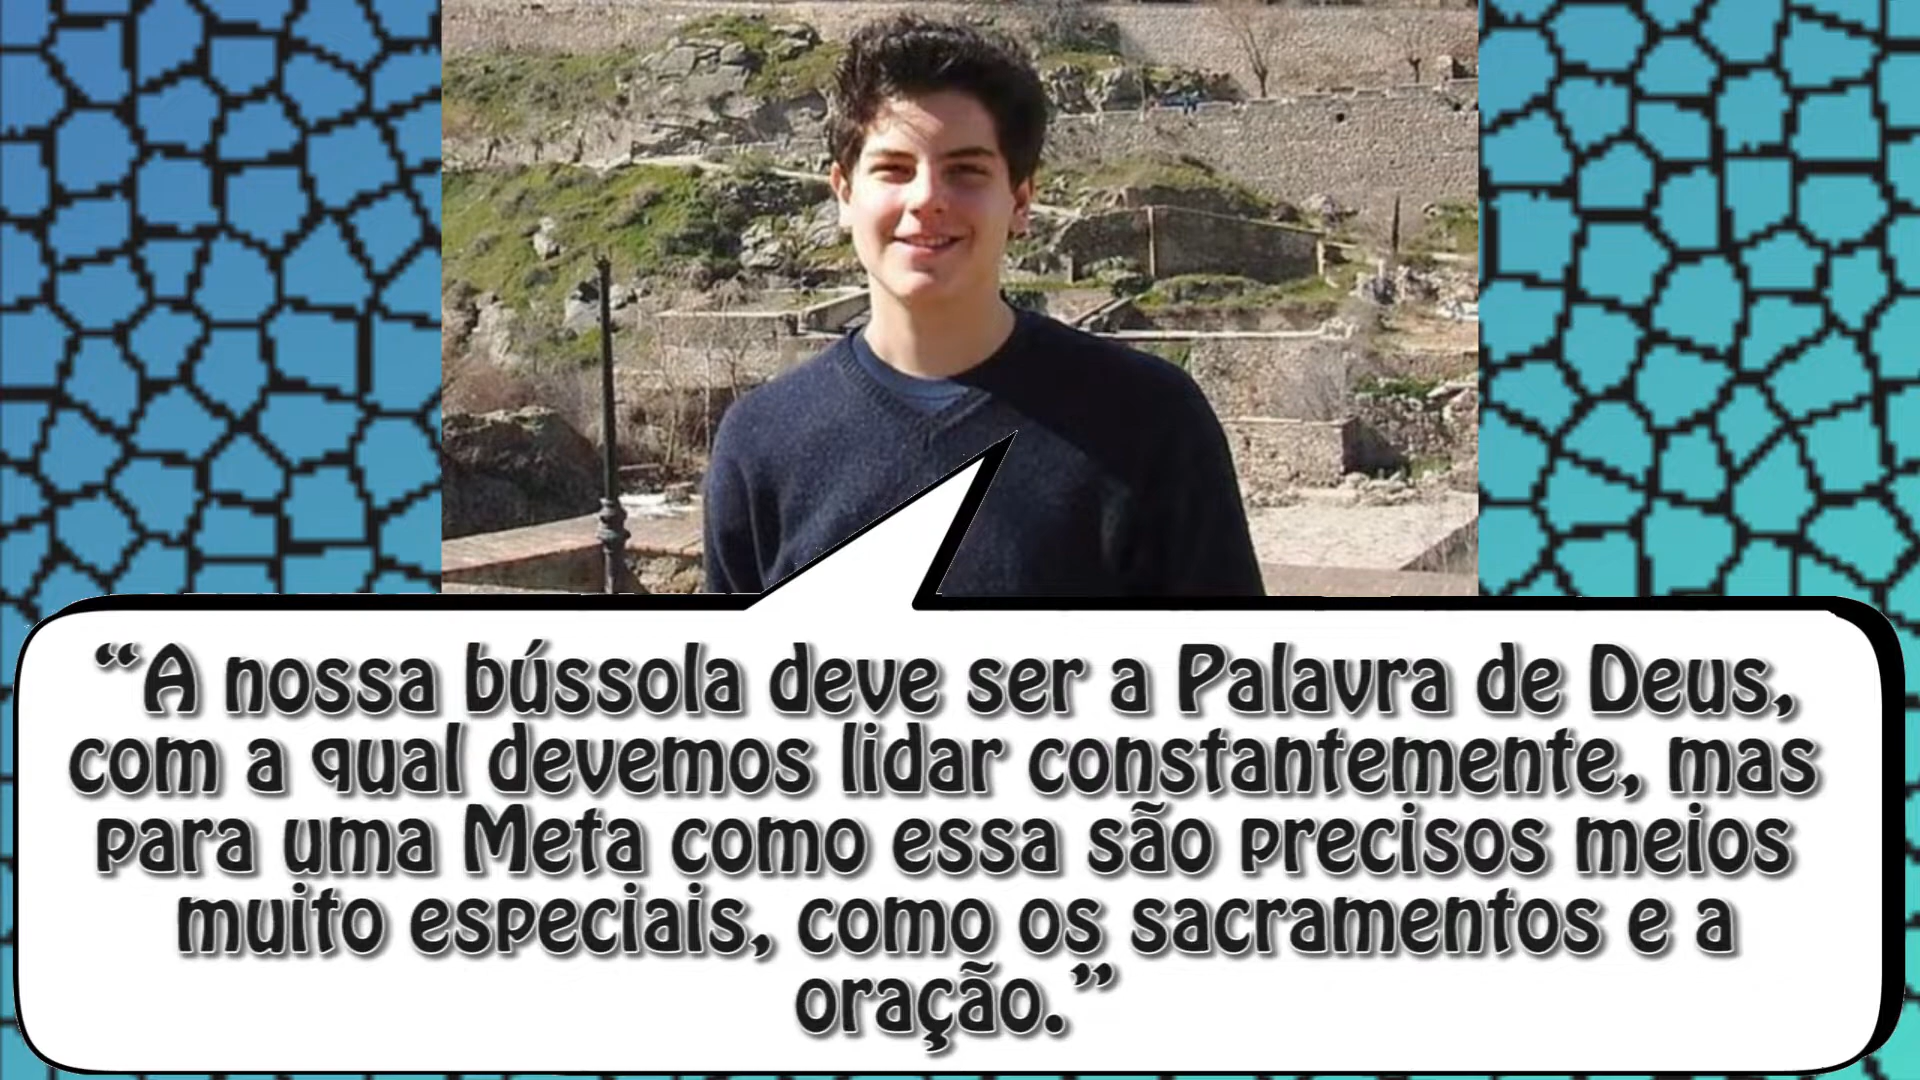 “A nossa bússola deve ser a Palavra de Deus,
com a qual devemos lidar constantemente, mas
para uma Meta como essa são precisos meios
muito especiais, como os sacramentos e a
oração.”